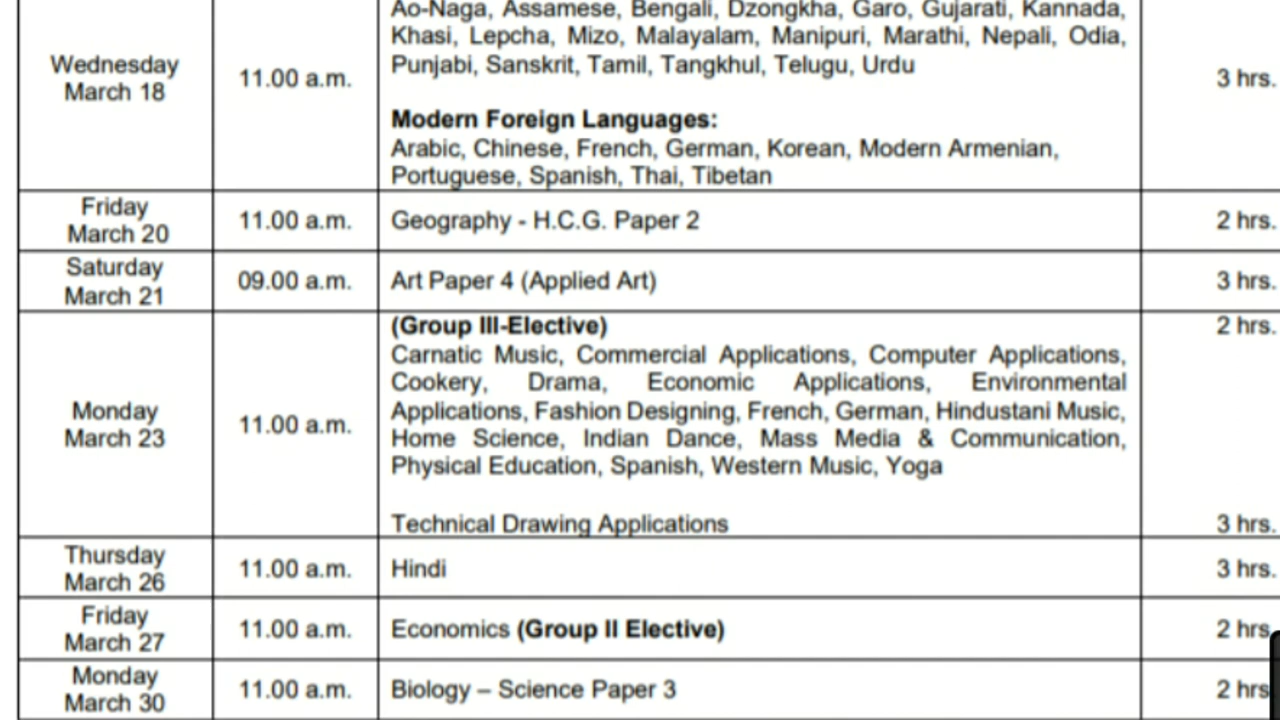 Ao-Naga, Assamese, Bengali, Dzongkha, Garo, Gujarati, Kannada,
Khasi, Lepcha, Mizo, Malayalam, Manipuri, Marathi, Nepali, Odia,
Punjabi, Sanskrit, Tamil, Tangkhul, Telugu, Urdu
Wednesday
March 18
11.00 a.m.
3 hrs.
Modern Foreign Languages:
Arabic, Chinese, French, German, Korean, Modern Armenian,
Portuguese, Spanish, Thai, Tibetan
Friday
March 20
11.00 a.m.
Geography - H.C.G. Paper 2
2 hrs.
Saturday
March 21
09.00 a.m.
Art Paper 4 (Applied Art)
3 hrs.
Monday
March 23
11.00 a.m.
(Group III-Elective)
2 hrs.
Carnatic Music, Commercial Applications, Computer Applications,
Cookery, Drama, Economic Applications, Environmental
Applications, Fashion Designing, French, German, Hindustani Music,
Home Science, Indian Dance, Mass Media & Communication,
Physical Education, Spanish, Western Music, Yoga
Technical Drawing Applications
3 hrs.
Thursday
March 26
11.00 a.m.
Hindi
3 hrs.
Friday
March 27
11.00 a.m.
Economics (Group II Elective)
2 hrs
Monday
March 30
11.00 a.m.
Biology – Science Paper 3
2 hrs